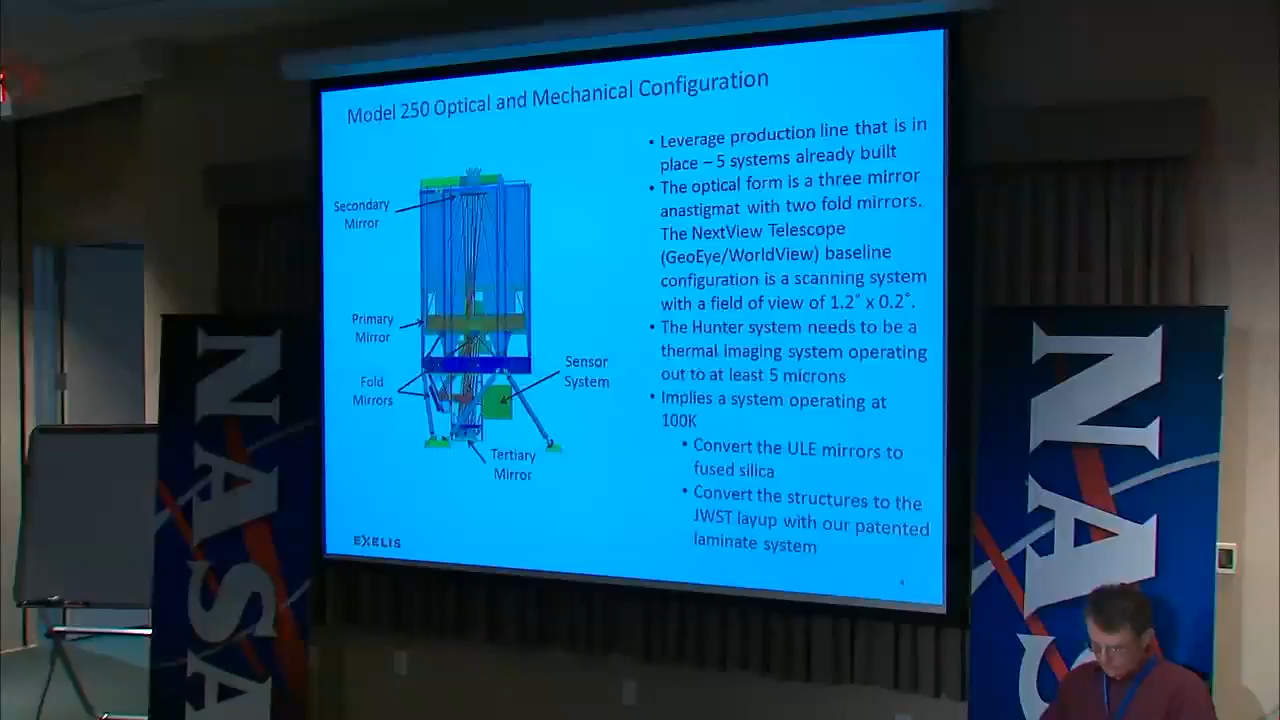 Model 250 Optical and Mechanical Configuration
Secondary
Mirror
Primary
Mirror
Fold
Mirrors
Sensor
System
Tertiary
Mirror
• Leverage production line that is in
place – 5 systems already built
• The optical form is a three mirror
anastigmat with two fold mirrors.
The NextView Telescope
(GeoEye/WorldView) baseline
configuration is a scanning system
with a field of view of 1.2˚ x 0.2˚.
• The Hunter system needs to be a
thermal imaging system operating
out to at least 5 microns
• Implies a system operating at
100K
• Convert the ULE mirrors to
fused silica
• Convert the structures to the
JWST layup with our patented
laminate system
EXELIS
4
NASA
NAS